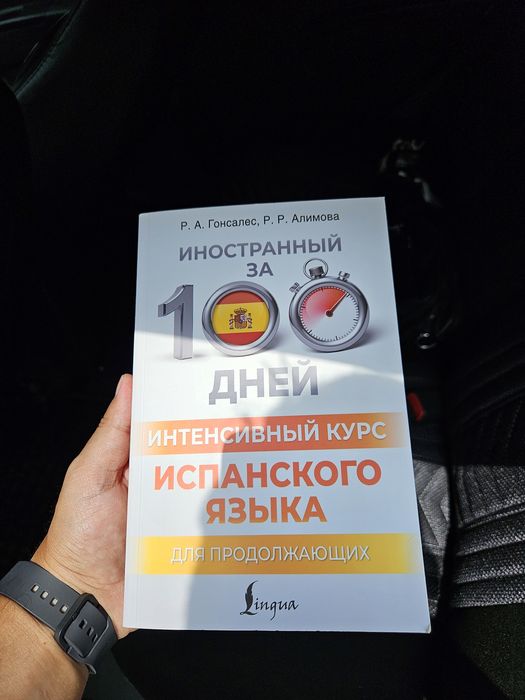 Р. А. Гонсалес, Р. Р. Алимова
ИНОСТРАННЫЙ
ЗА
100
ДНЕЙ
ИНТЕНСИВНЫЙ КУРС
ИСПАНСКОГО
ЯЗЫКА
ДЛЯ ПРОДОЛЖАЮЩИХ
Lingua